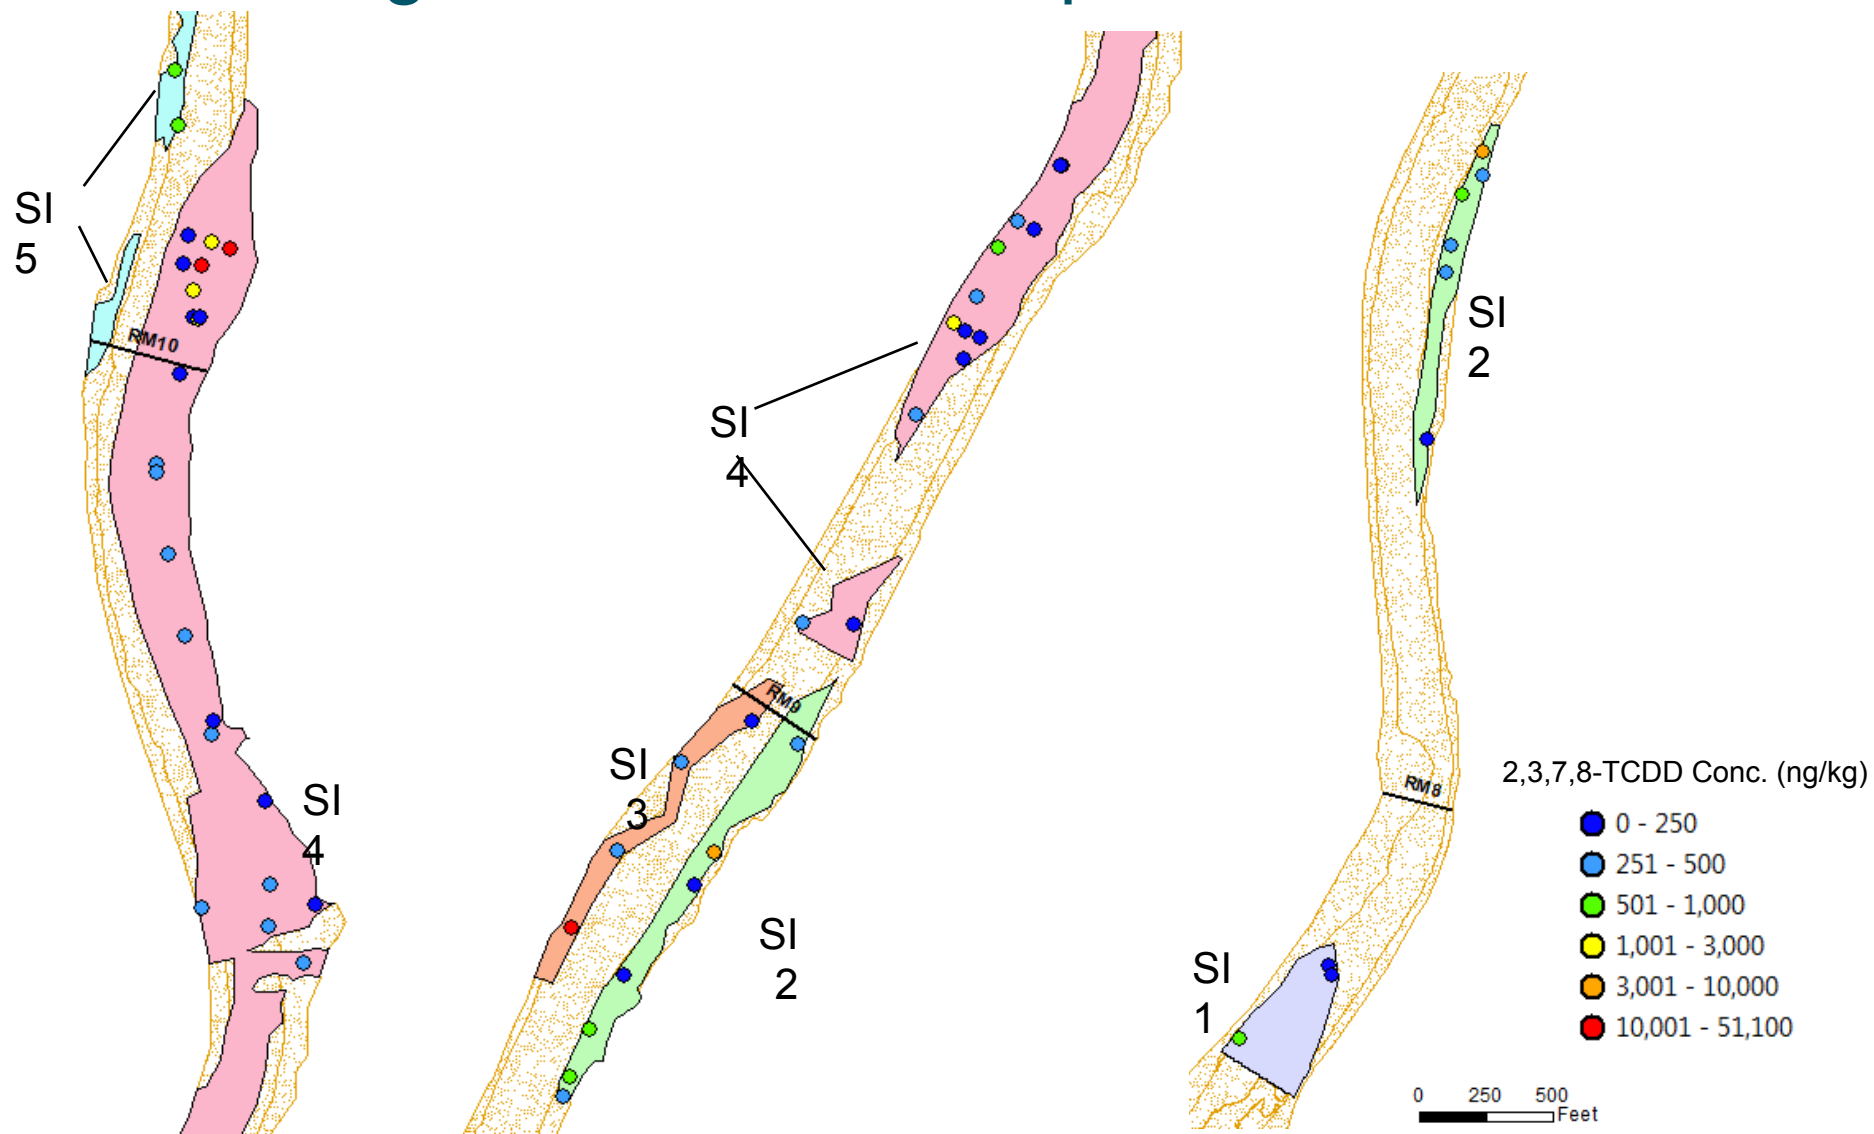 SI
5
RM10
SI
4
SI
4
RM9
SI
3
SI
2
SI
2
RM8
SI
1
2,3,7,8-TCDD Conc. (ng/kg)
0 - 250
251 - 500
501 - 1,000
1,001 - 3,000
3,001 - 10,000
10,001 - 51,100
0 250 500
Feet